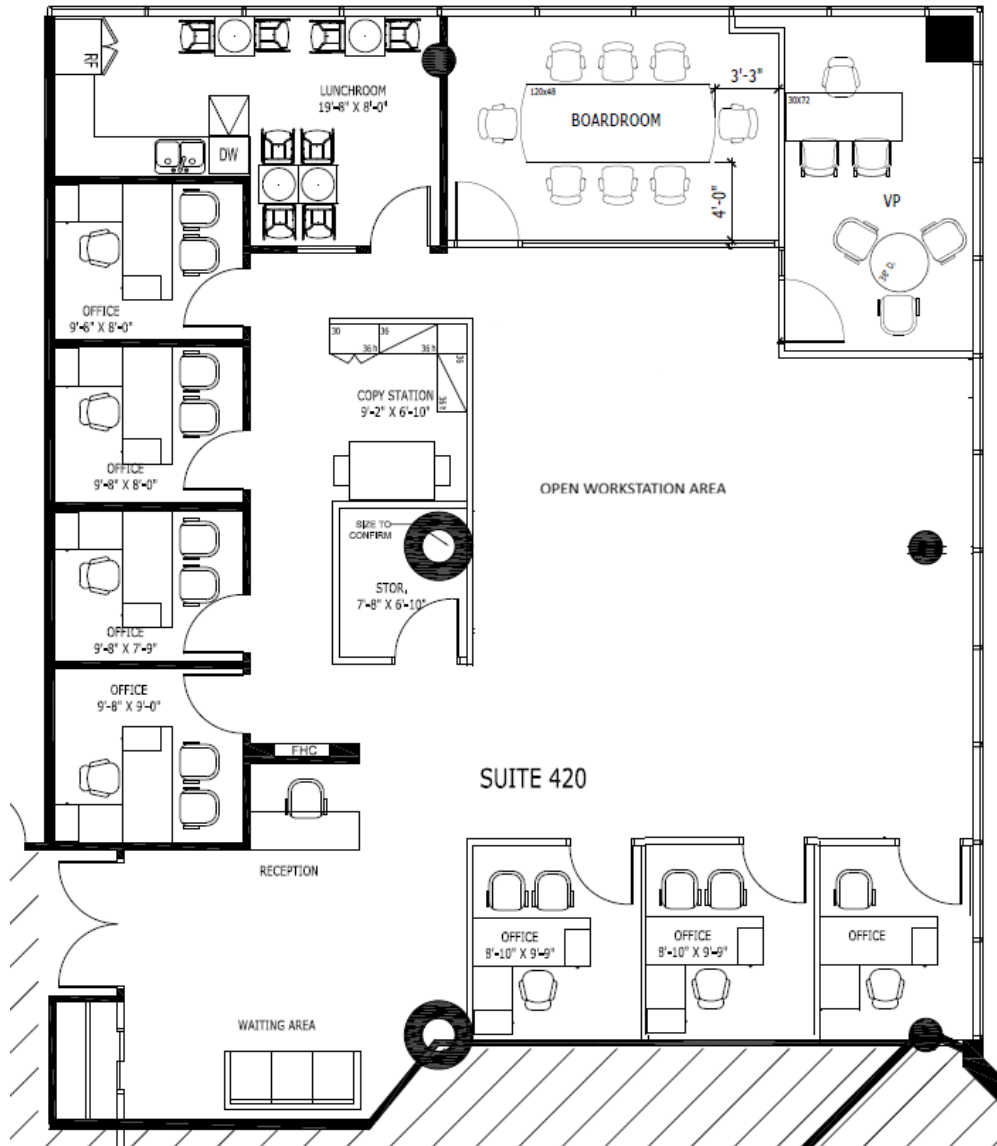 RF
LUNCHROOM
19'-8" X 8'-0"
DW
120x48
BOARDROOM
3'-3"
4'-0"
30X72
VP
36" D.
OFFICE
9'-8" X 8'-0"
30
36
36 h
36 h
36
36 h
COPY STATION
9'-2" X 6'-10"
OFFICE
9'-8" X 8'-0"
OPEN WORKSTATION AREA
SIZE TO
CONFIRM
STOR.
7'-8" X 6'-10"
OFFICE
9'-8" X 7'-9"
OFFICE
9'-8" X 9'-0"
FHC
SUITE 420
RECEPTION
OFFICE
8'-10" X 9'-9"
OFFICE
8'-10" X 9'-9"
OFFICE
WAITING AREA